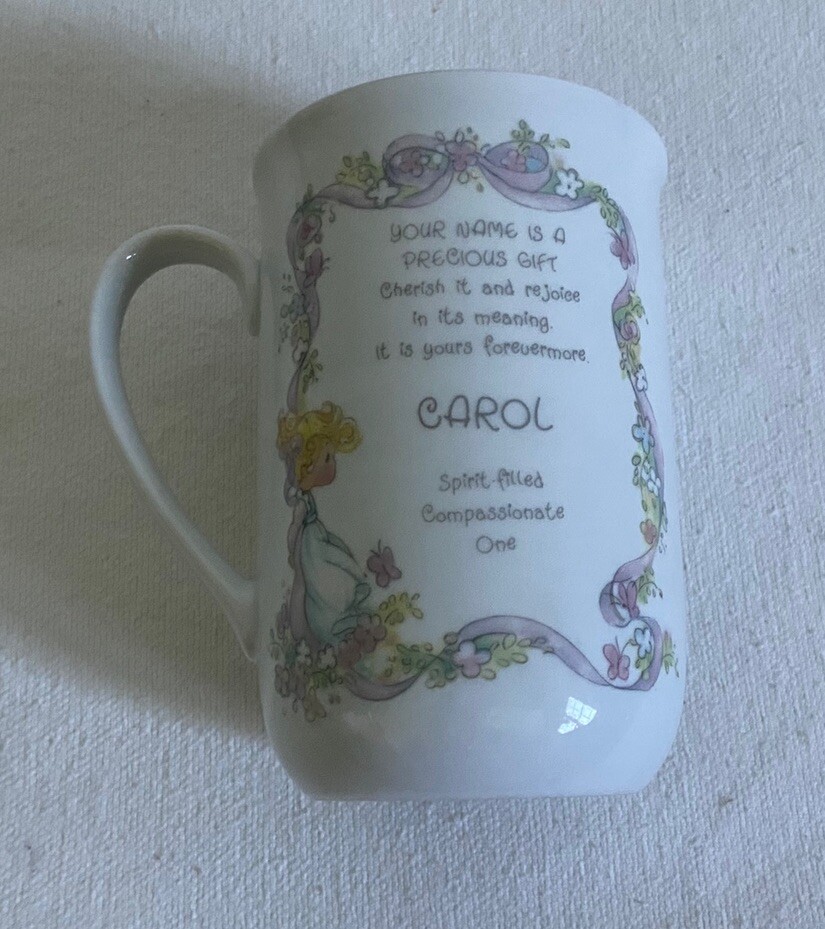 YOUR NAME IS A
PRECIOUS GIFT
Cherish it and rejoice
in its meaning.
It is yours forevermore.
CAROL
Spirit-filled
Compassionate
One